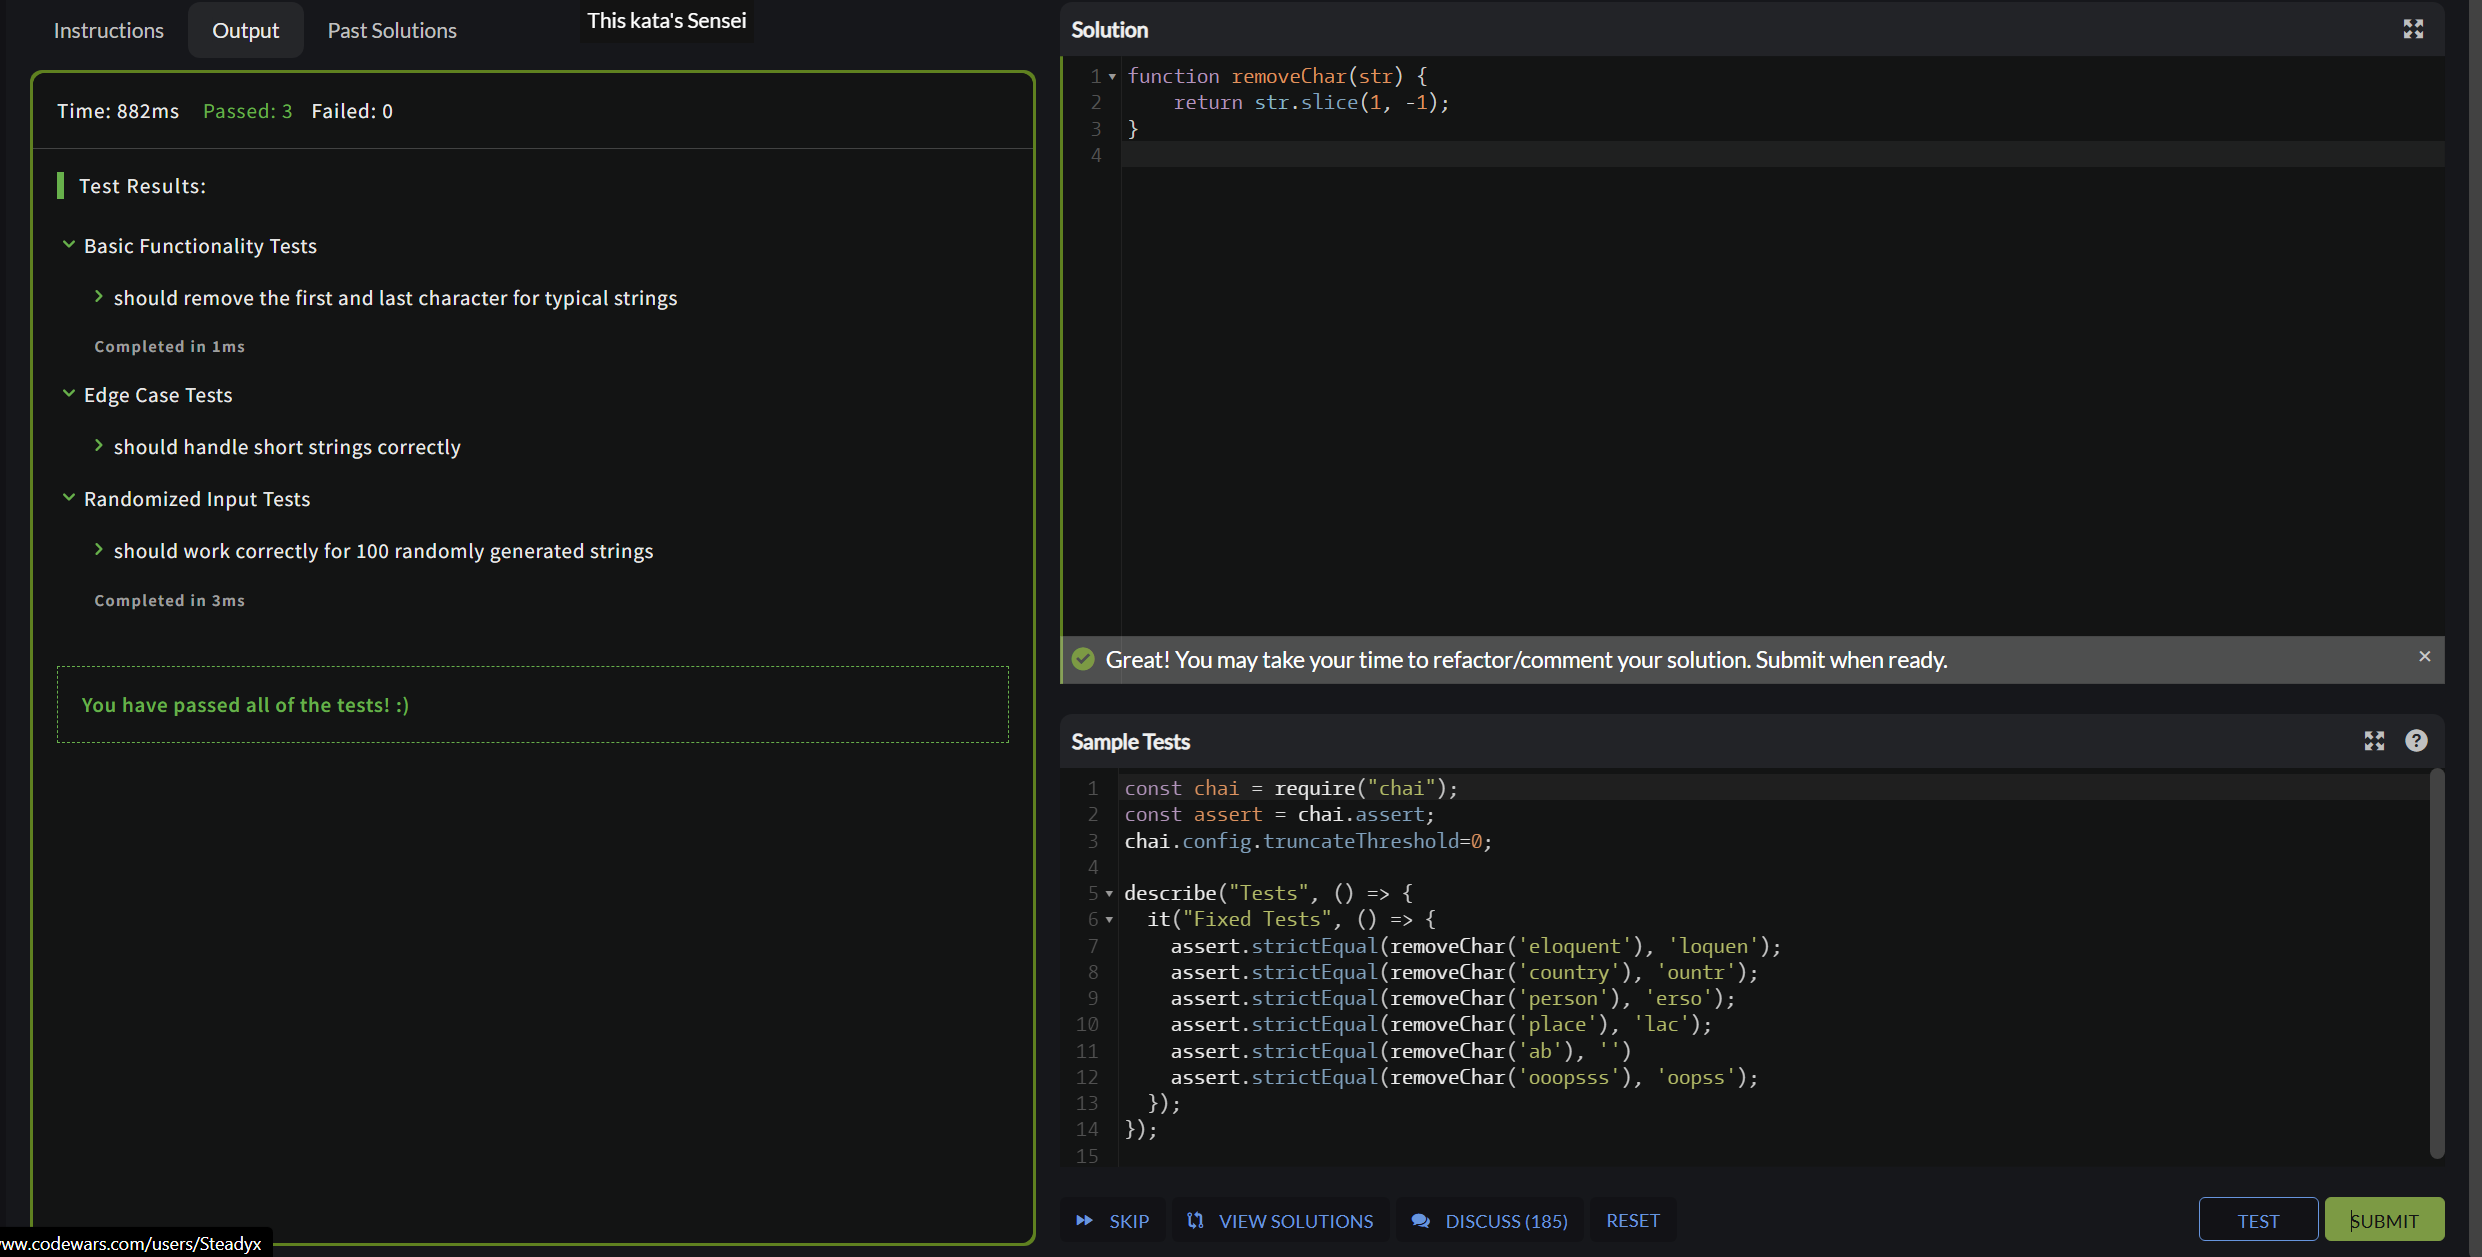 Instructions
Output
Past Solutions
This kata's Sensei
Time: 882ms Passed: 3 Failed: 0
Test Results:
Basic Functionality Tests
should remove the first and last character for typical strings
Completed in 1ms
Edge Case Tests
should handle short strings correctly
Randomized Input Tests
should work correctly for 100 randomly generated strings
Completed in 3ms
You have passed all of the tests! :)
www.codewars.com/users/Steadyx
Solution
1 function removeChar(str) {
2     return str.slice(1, -1);
3 }
4
Great! You may take your time to refactor/comment your solution. Submit when ready.
Sample Tests
1 const chai = require("chai");
2 const assert = chai.assert;
3 chai.config.truncateThreshold=0;
4
5 describe("Tests", () => {
6   it("Fixed Tests", () => {
7     assert.strictEqual(removeChar('eloquent'), 'loquen');
8     assert.strictEqual(removeChar('country'), 'ountr');
9     assert.strictEqual(removeChar('person'), 'erso');
10     assert.strictEqual(removeChar('place'), 'lac');
11     assert.strictEqual(removeChar('ab'), '')
12     assert.strictEqual(removeChar('ooopsss'), 'oopss');
13   });
14 });
15
SKIP
VIEW SOLUTIONS
DISCUSS (185)
RESET
TEST
SUBMIT